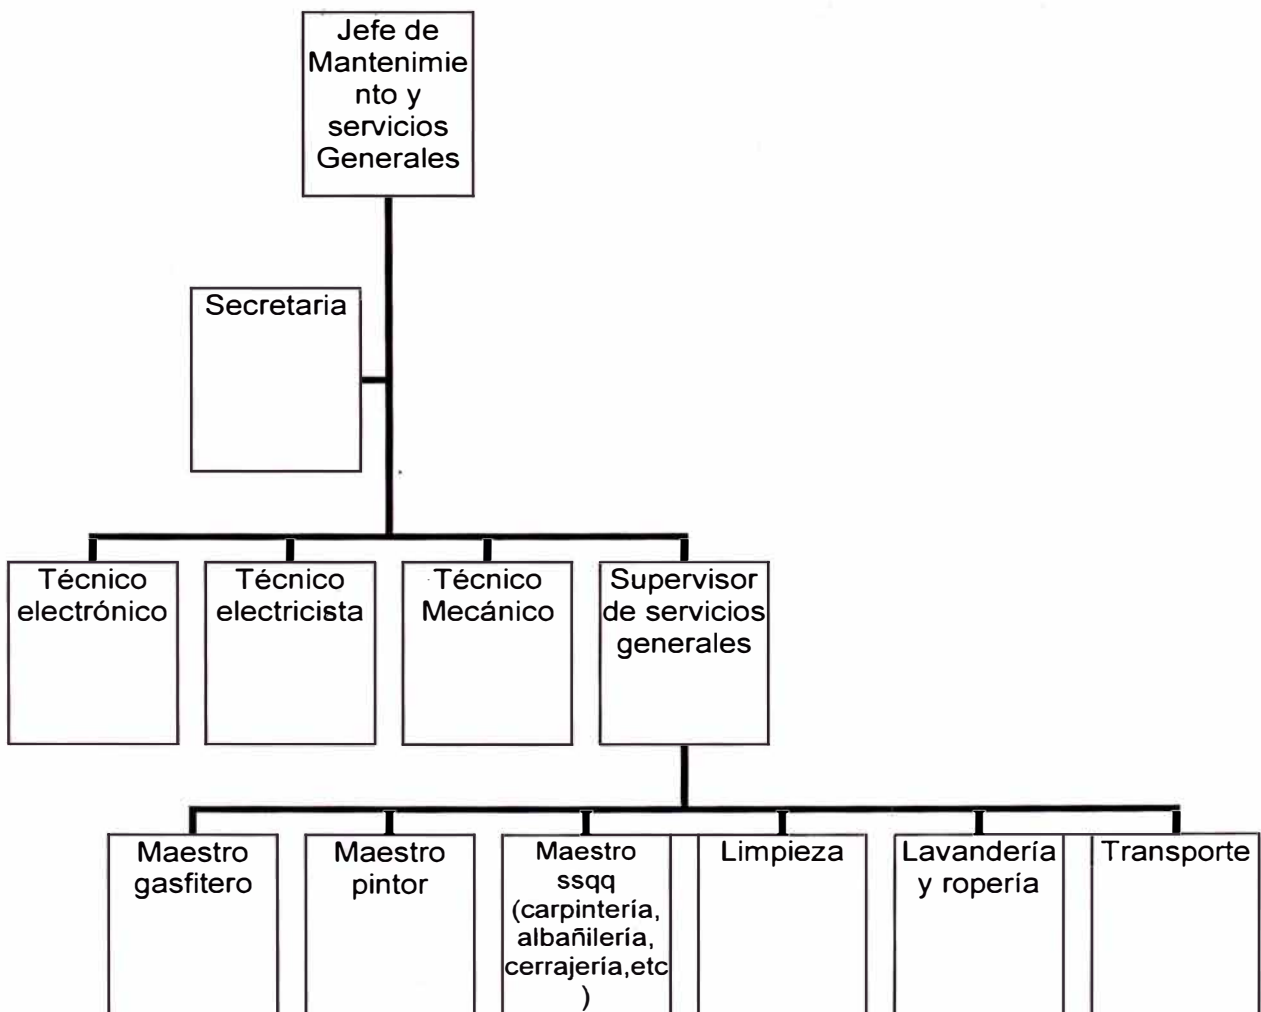 Jefe de
Mantenimie
nto y
servicios
Generales
Secretaria
Técnico
electrónico
Técnico
electricista
Técnico
Mecánico
Supervisor
de servicios
generales
Maestro
gasfitero
Maestro
pintor
Maestro
ssqq
(carpintería,
albañilería,
cerrajería,etc
)
Limpieza
Lavandería
y ropería
Transporte